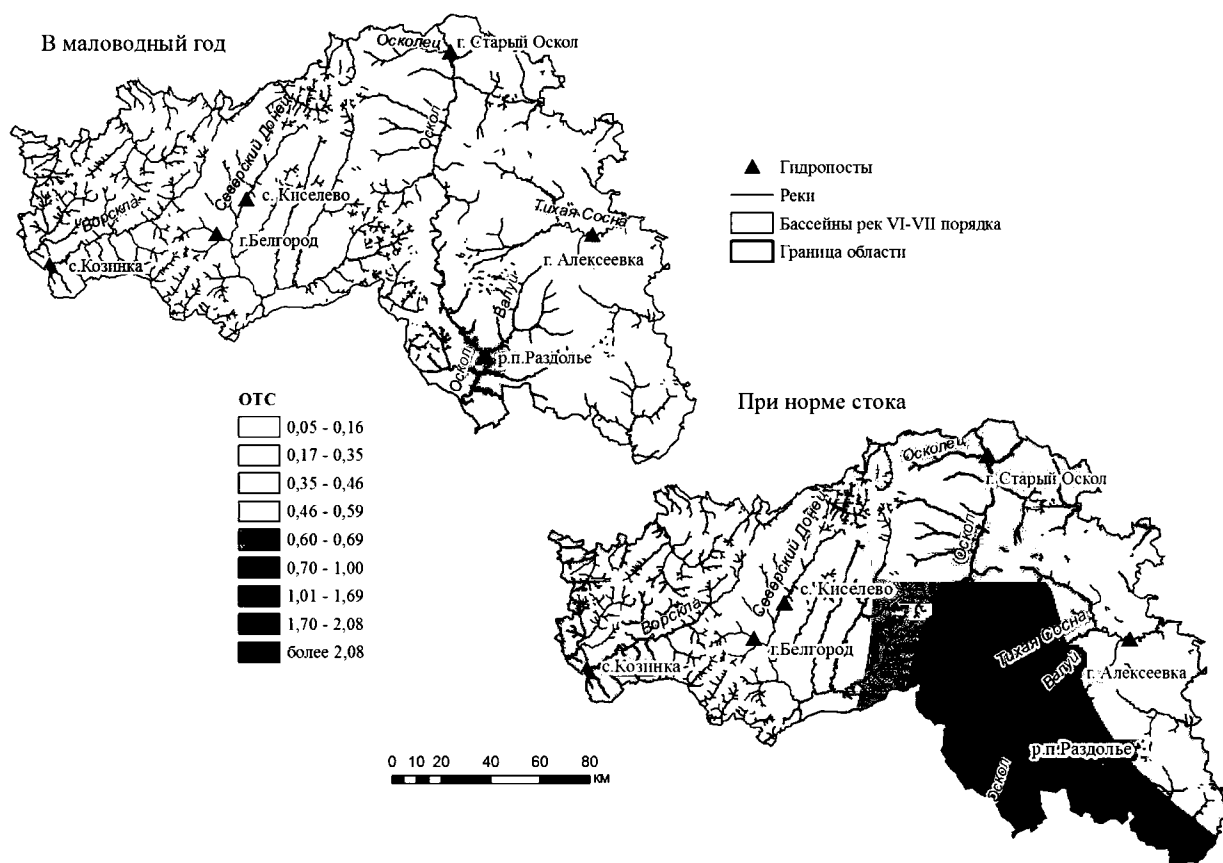 В маловодный год
Осколец
г. Старый Оскол
Оскол
Северский Донец
с. Киселево
Ворскла
г.Белгород
с.Козинка
Тихая Сосна
г. Алексеевка
Валуй
Оскол
р.п.Раздолье
Гидропосты
Реки
Бассейны рек VI-VII порядка
Граница области
ОТС
0,05 - 0,16
0,17 - 0,35
0,35 - 0,46
0,46 - 0,59
0,60 - 0,69
0,70 - 1,00
1,01 - 1,69
1,70 - 2,08
более 2,08
При норме стока
Осколец
г. Старый Оскол
Оскол
Северский Донец
с. Киселево
Ворскла
г.Белгород
с.Козинка
Тихая Сосна
Валуй
г. Алексеевка
р.п.Раздолье
Оскол
0 10 20 40 60 80
км